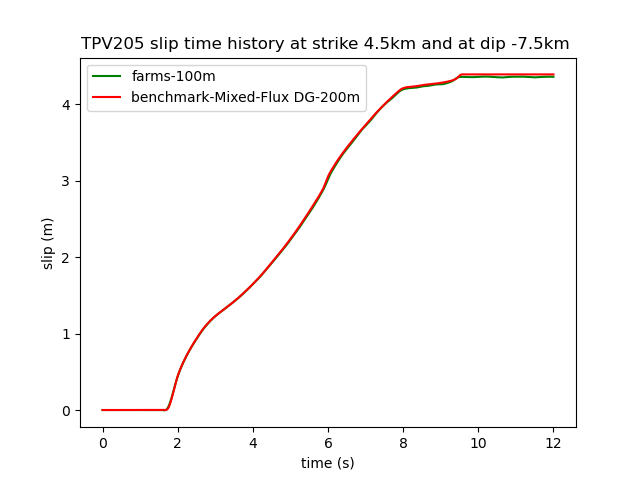 TPV205 slip time history at strike 4.5km and at dip -7.5km
farms-100m
benchmark-Mixed-Flux DG-200m
4
3
2
1
0
slip (m)
0 2 4 6 8 10 12
time (s)